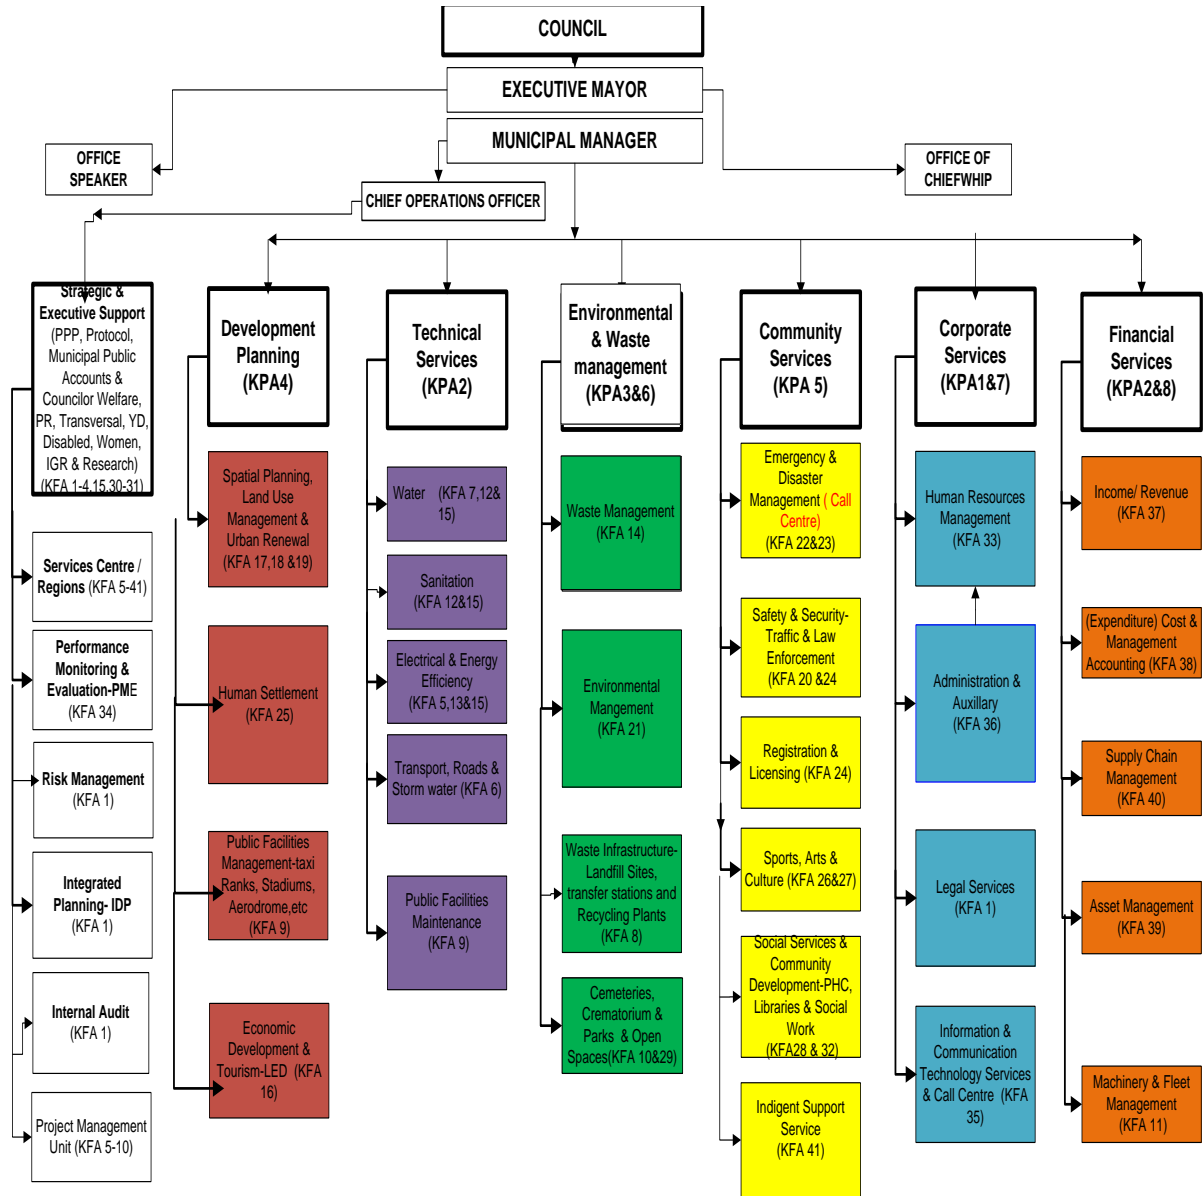 COUNCIL
EXECUTIVE MAYOR
MUNICIPAL MANAGER
OFFICE
SPEAKER
OFFICE OF
CHIEFWHIP
CHIEF OPERATIONS OFFICER
Strategic &
Executive Support
(PPP, Protocol,
Municipal Public
Accounts &
Councilor Welfare,
PR, Transversal, YD,
Disabled, Women,
IGR & Research)
(KFA 1-4,15,30-31)
Services Centre /
Regions (KFA 5-41)
Performance
Monitoring &
Evaluation-PME
(KFA 34)
Risk Management
(KFA 1)
Integrated
Planning- IDP
(KFA 1)
Internal Audit
(KFA 1)
Project Management
Unit (KFA 5-10)
Development
Planning
(KPA4)
Spatial Planning,
Land Use
Management &
Urban Renewal
(KFA 17,18 &19)
Human Settlement
(KFA 25)
Public Facilities
Management-taxi
Ranks, Stadiums,
Aerodrome,etc
(KFA 9)
Economic
Development &
Tourism-LED (KFA
16)
Technical
Services
(KPA2)
Water (KFA 7,12&
15)
Sanitation
(KFA 12&15)
Electrical & Energy
Efficiency
(KFA 5,13&15)
Transport, Roads &
Storm water (KFA 6)
Public Facilities
Maintenance
(KFA 9)
Environmental
& Waste
management
(KPA3&6)
Waste Management
(KFA 14)
Environmental
Mangement
(KFA 21)
Waste Infrastructure-
Landfill Sites,
transfer stations and
Recycling Plants
(KFA 8)
Cemeteries,
Crematorium &
Parks & Open
Spaces(KFA 10&29)
Community
Services
(KPA 5)
Emergency &
Disaster
Management ( Call
Centre)
(KFA 22&23)
Safety & Security-
Traffic & Law
Enforcement
(KFA 20 &24
Registration &
Licensing (KFA 24)
Sports, Arts &
Culture (KFA 26&27)
Social Services &
Community
Development-PHC,
Libraries & Social
Work
(KFA28 & 32)
Indigent Support
Service
(KFA 41)
Corporate
Services
(KPA1&7)
Human Resources
Management
(KFA 33)
Administration &
Auxillary
(KFA 36)
Legal Services
(KFA 1)
Information &
Communication
Technology Services
& Call Centre (KFA
35)
Financial
Services
(KPA2&8)
Income/ Revenue
(KFA 37)
(Expenditure) Cost &
Management
Accounting (KFA 38)
Supply Chain
Management
(KFA 40)
Asset Management
(KFA 39)
Machinery & Fleet
Management
(KFA 11)